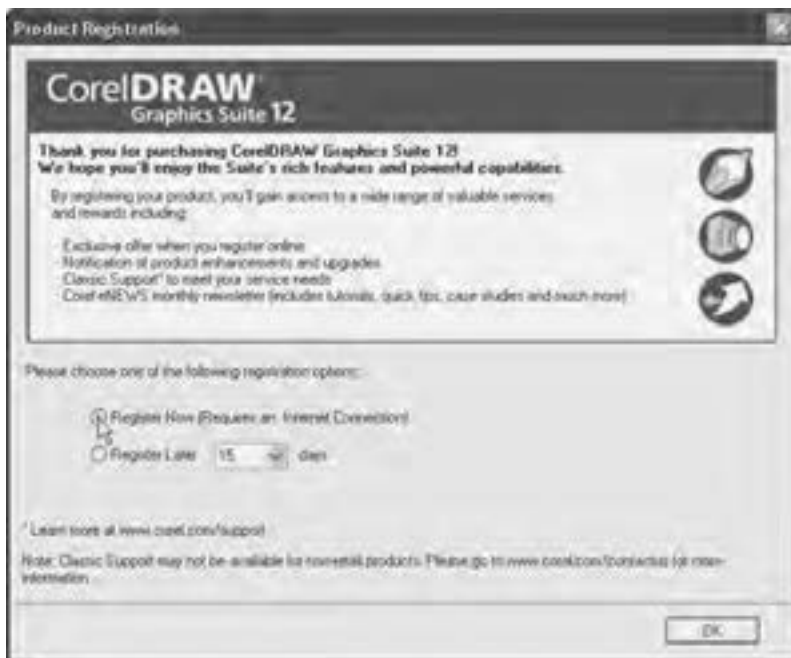 Product Registration
CorelDRAW
Graphics Suite 12
Thank you for purchasing CorelDRAW Graphics Suite 12!
We hope you'll enjoy the Suite's rich features and powerful capabilities.
By registering your product, you'll gain access to a wide range of valuable services
and rewards including:
· Exclusive offer when you register online
· Notification of product enhancements and upgrades
· Classic Support* to meet your service needs
· Corel eNEWS monthly newsletter (includes tutorials, quick tips, case studies and much more)
Please choose one of the following registration options:
Register Now (Requires an Internet Connection)
Register Later 15 days
* Learn more at www.corel.com/support
Note: Classic Support may not be available for non-retail products. Please go to www.corel.com/contactus for more
information.
OK